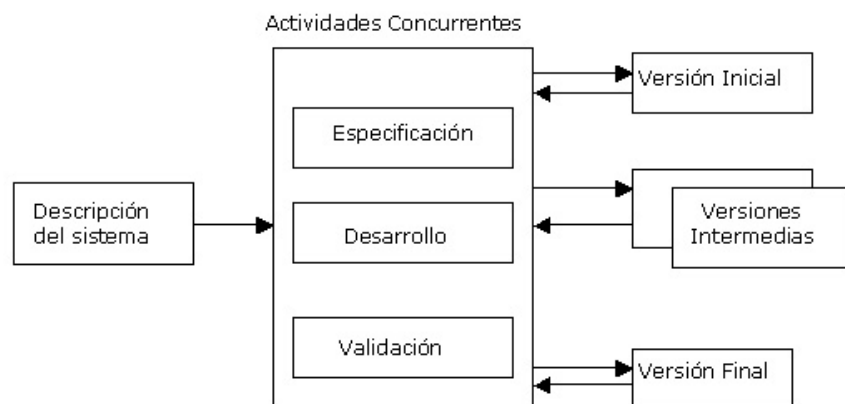 Actividades Concurrentes
Versión Inicial
Especificación
Descripción
del sistema
Desarrollo
Versiones
Intermedias
Validación
Versión Final